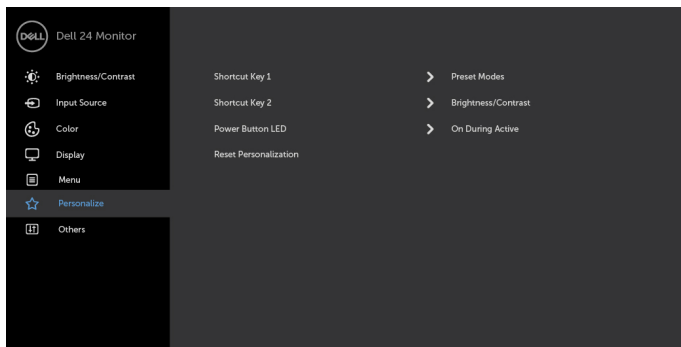 DELL Dell 24 Monitor
Brightness/Contrast
Input Source
Color
Display
Menu
Personalize
Others
Shortcut Key 1 Preset Modes
Shortcut Key 2 Brightness/Contrast
Power Button LED On During Active
Reset Personalization